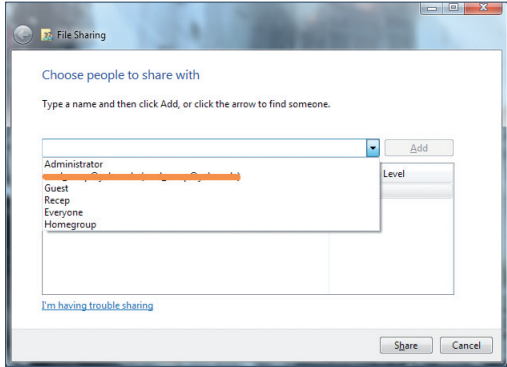 File Sharing
Choose people to share with
Type a name and then click Add, or click the arrow to find someone.
Add
Administrator
Level
Guest
Recep
Everyone
Homegroup
I'm having trouble sharing
Share Cancel